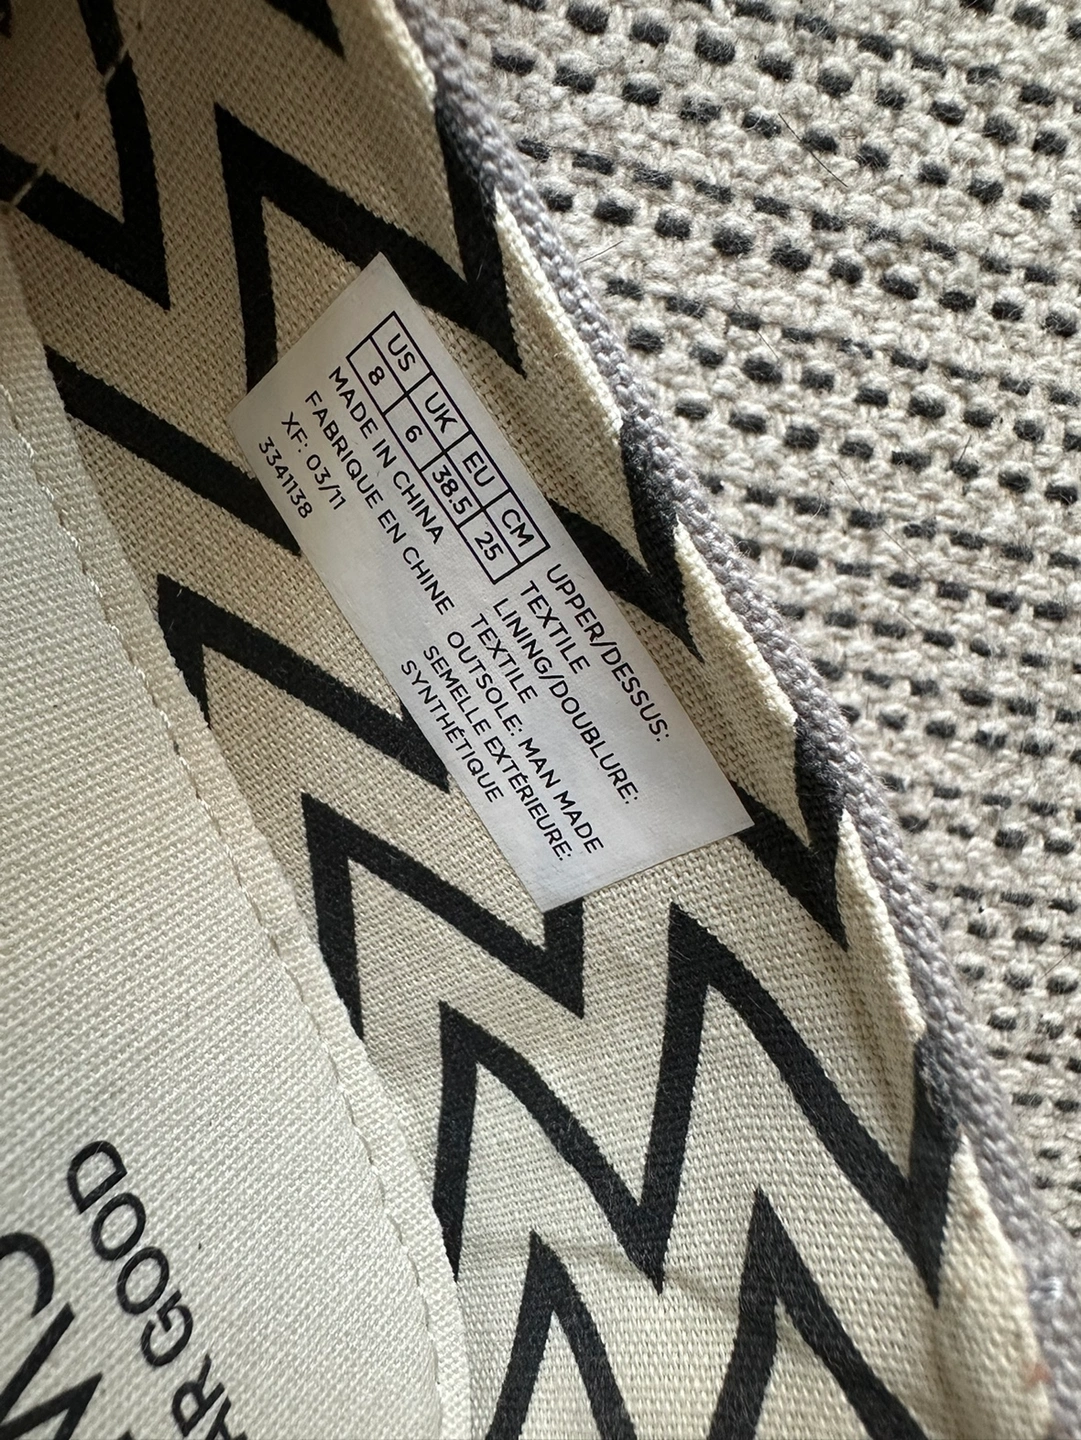 US UK EU CM
8 6 38.5 25
MADE IN CHINA
FABRIQUE EN CHINE
XF: 03/11
3341138
UPPER/DESSUS:
TEXTILE
LINING/DOUBLURE:
TEXTILE
OUTSOLE: MAN MADE
SEMELLE EXTÉRIEURE:
SYNTHÉTIQUE
GOOD